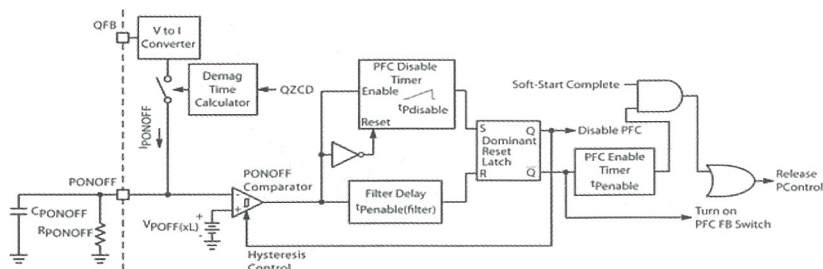 QFB
V to I
Converter
Demag
Time
Calculator
QZCD
IPONOFF
PONOFF
CPONOFF
RPONOFF
PONOFF
Comparator
-
+
VPOFF(xL)
+
-
Hysteresis
Control
PFC Disable
Timer
Enable
tPdisable
Reset
Filter Delay
tPenable(filter)
S Q
Dominant
Reset
Latch
R Q
Disable PFC
Soft-Start Complete
PFC Enable
Timer
tPenable
Release
PControl
Turn on
PFC FB Switch